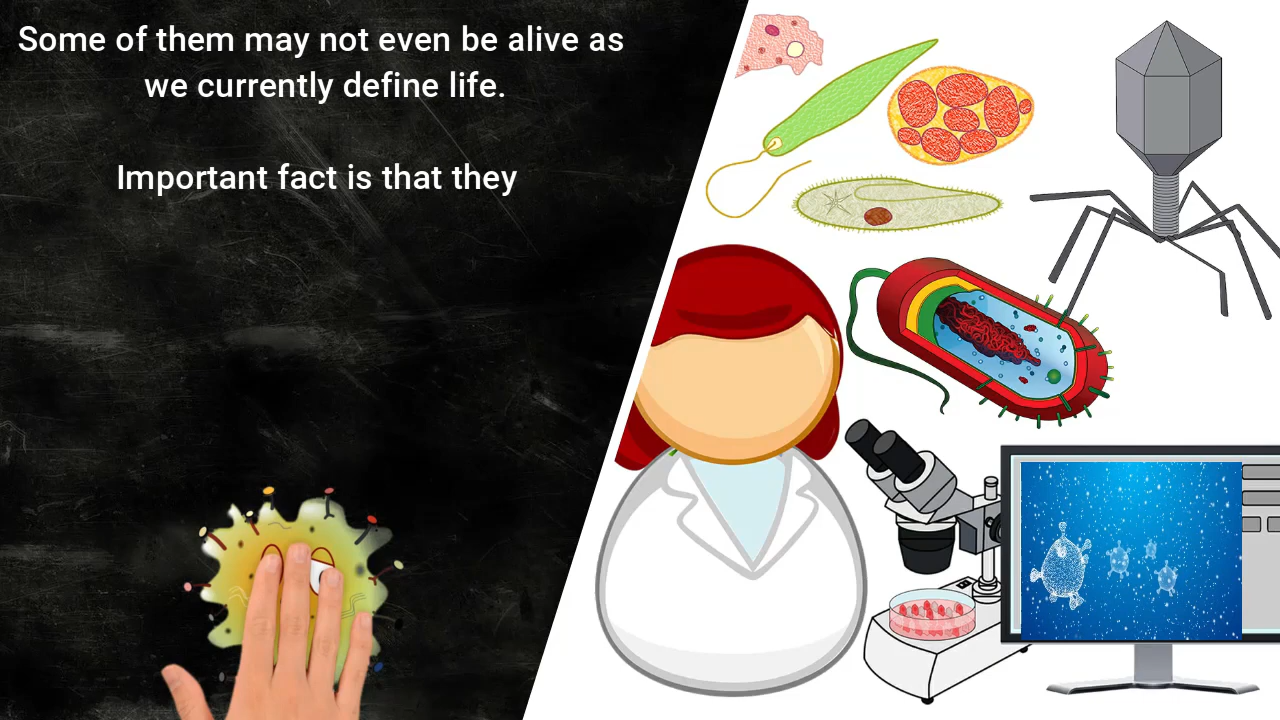 Some of them may not even be alive as
we currently define life.
Important fact is that they